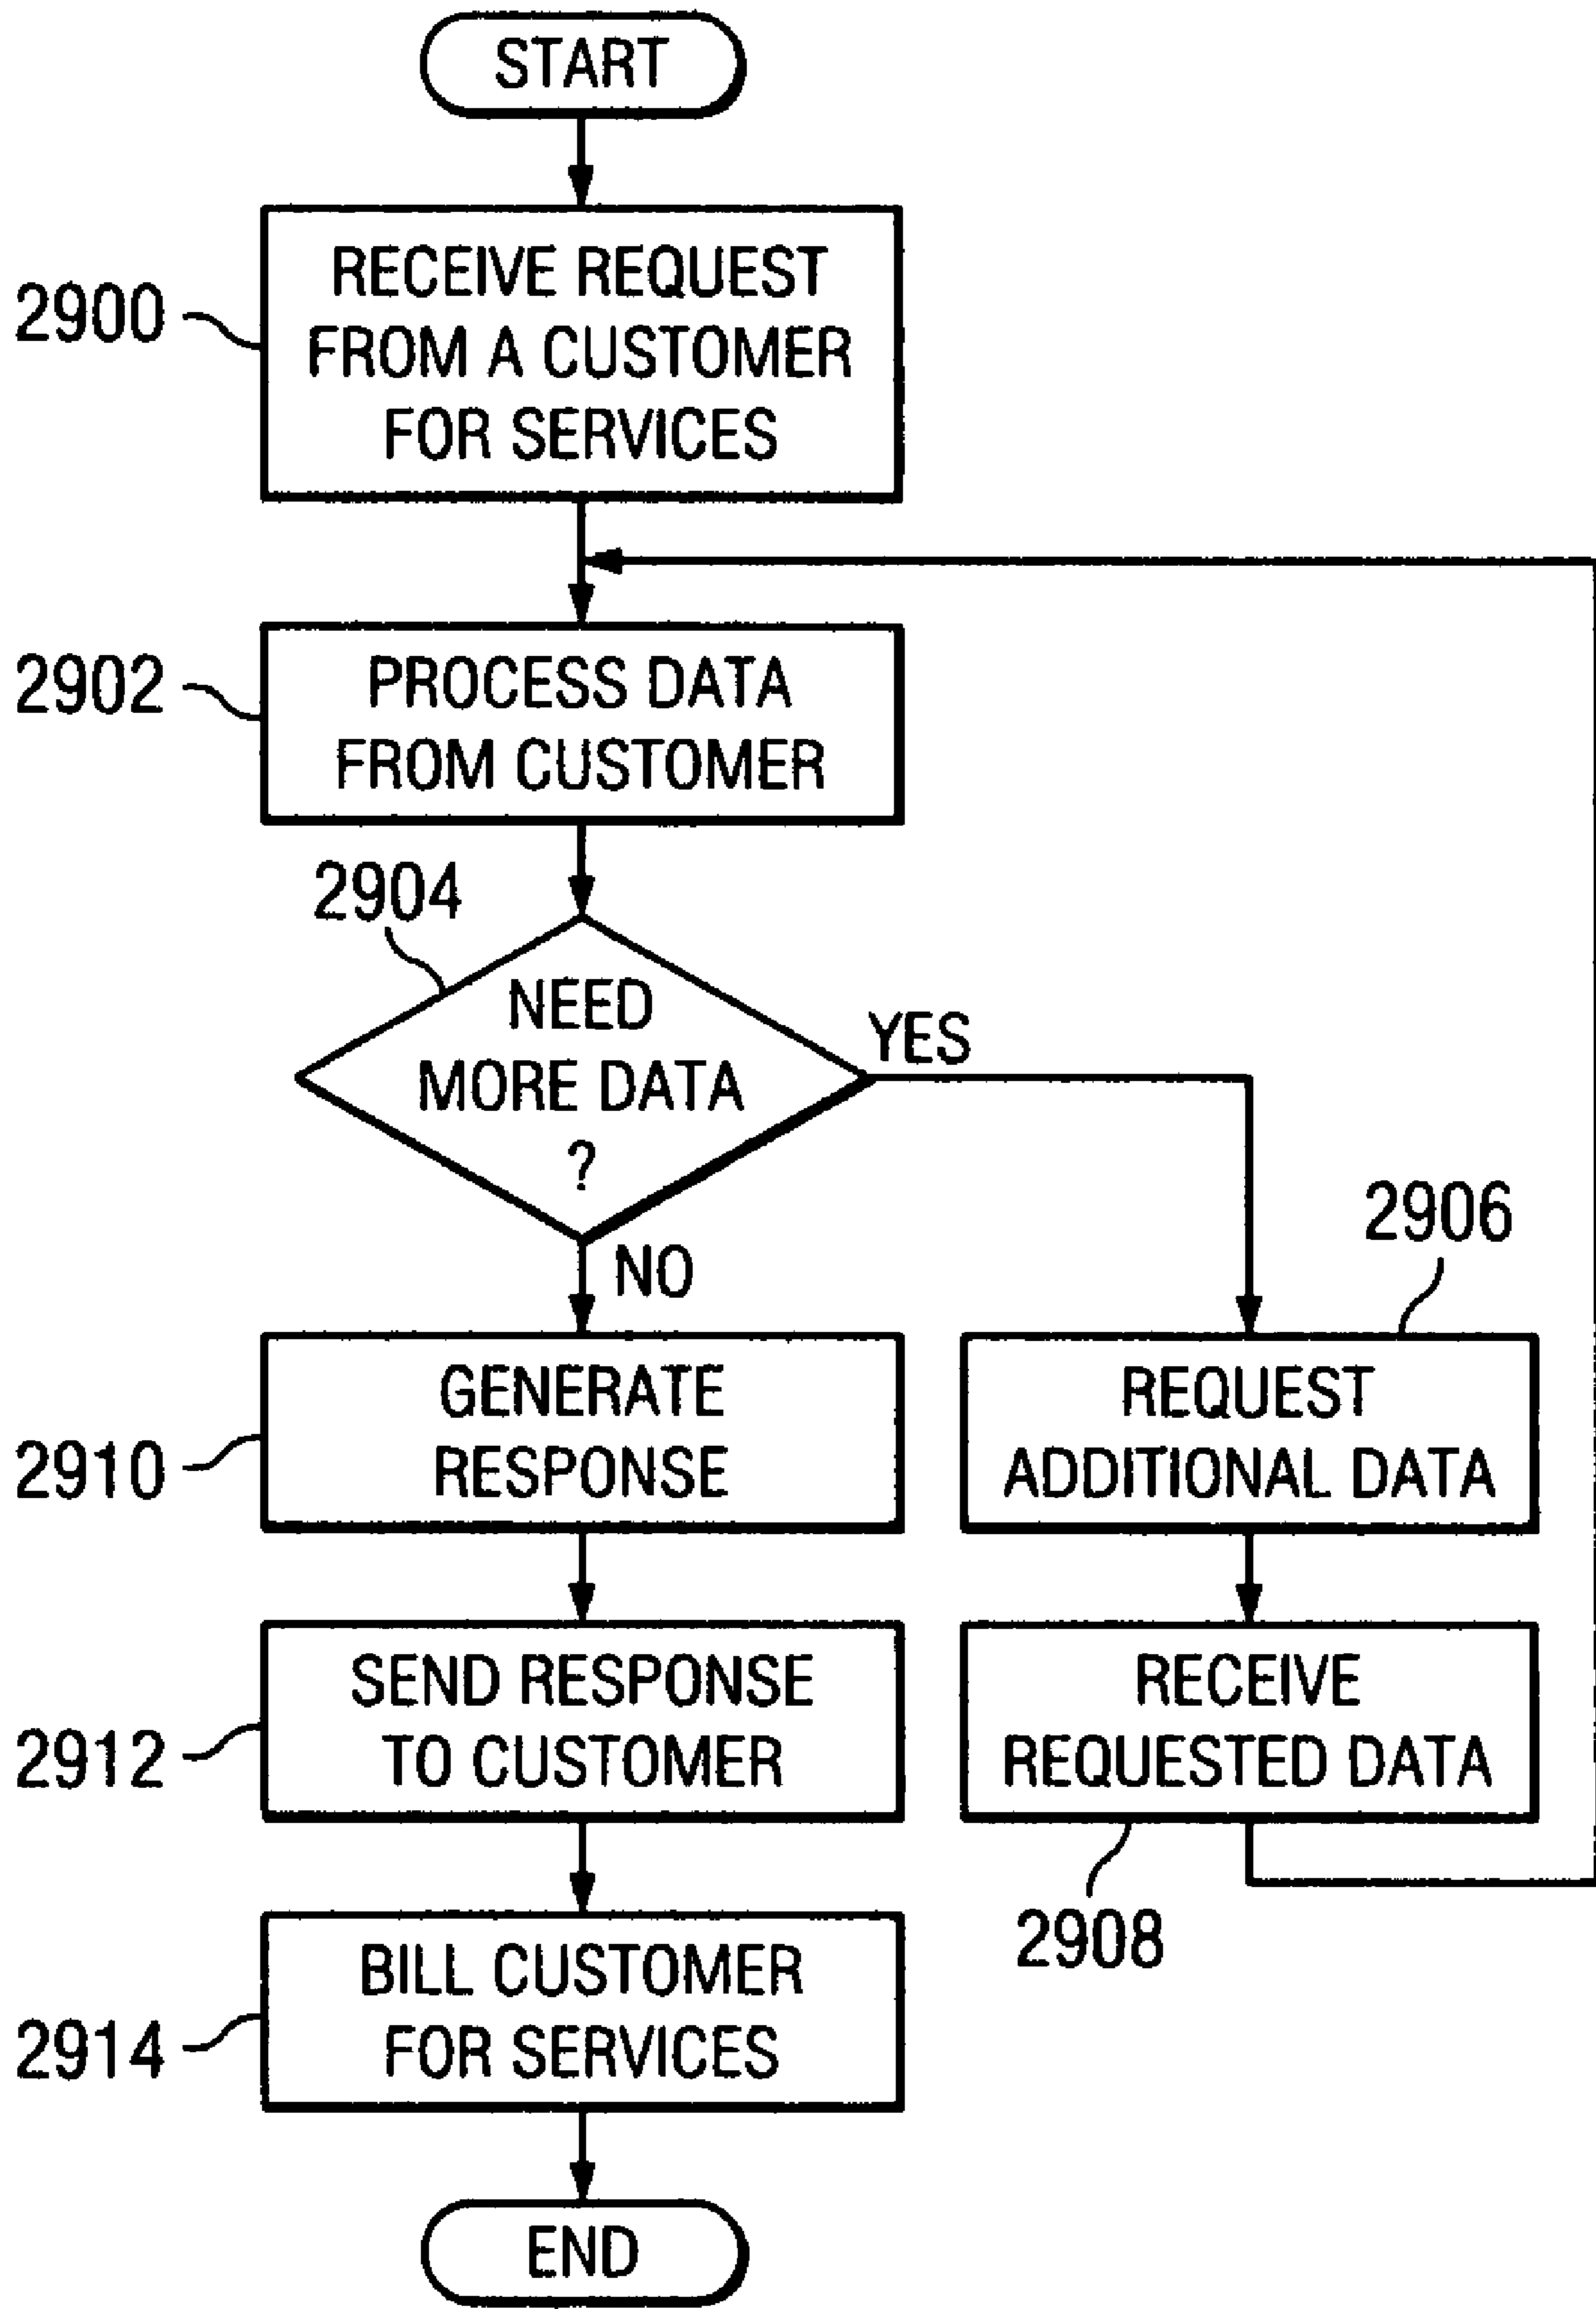 START
2900
RECEIVE REQUEST
FROM A CUSTOMER
FOR SERVICES
2902
PROCESS DATA
FROM CUSTOMER
2904
NEED
MORE DATA
?
YES
NO
2906
REQUEST
ADDITIONAL DATA
2910
GENERATE
RESPONSE
2912
SEND RESPONSE
TO CUSTOMER
RECEIVE
REQUESTED DATA
2908
2914
BILL CUSTOMER
FOR SERVICES
END